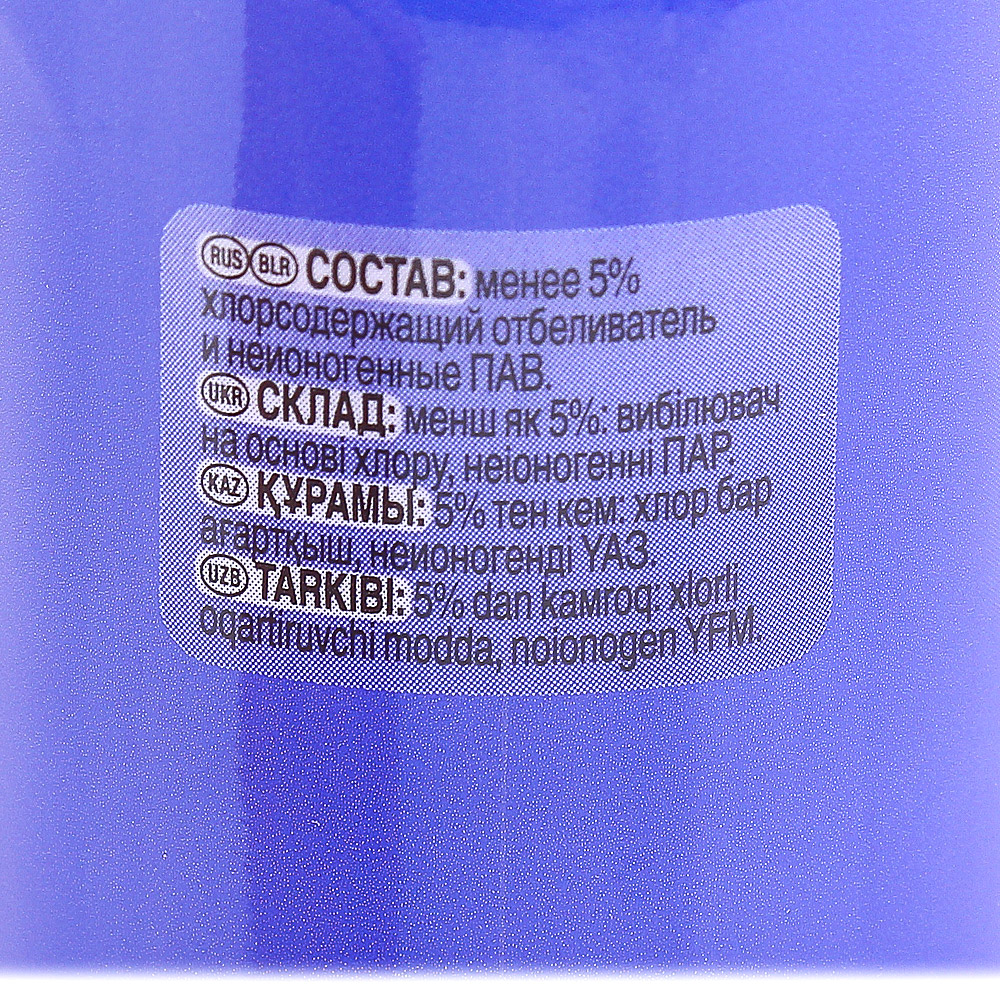 RUS BLR СОСТАВ: менее 5%
хлорсодержащий отбеливатель
и неионогенные ПАВ.
UKR СКЛАД: менш як 5%: вибілювач
на основі хлору, неіоногенні ПАР.
KAZ ҚҰРАМЫ: 5% тен кем: хлор бар
ағартқыш, неионогенді ҮАЗ.
UZB TARKIBI: 5% dan kamroq: xlorli
oqartiruvchi modda, noionogen YFM.